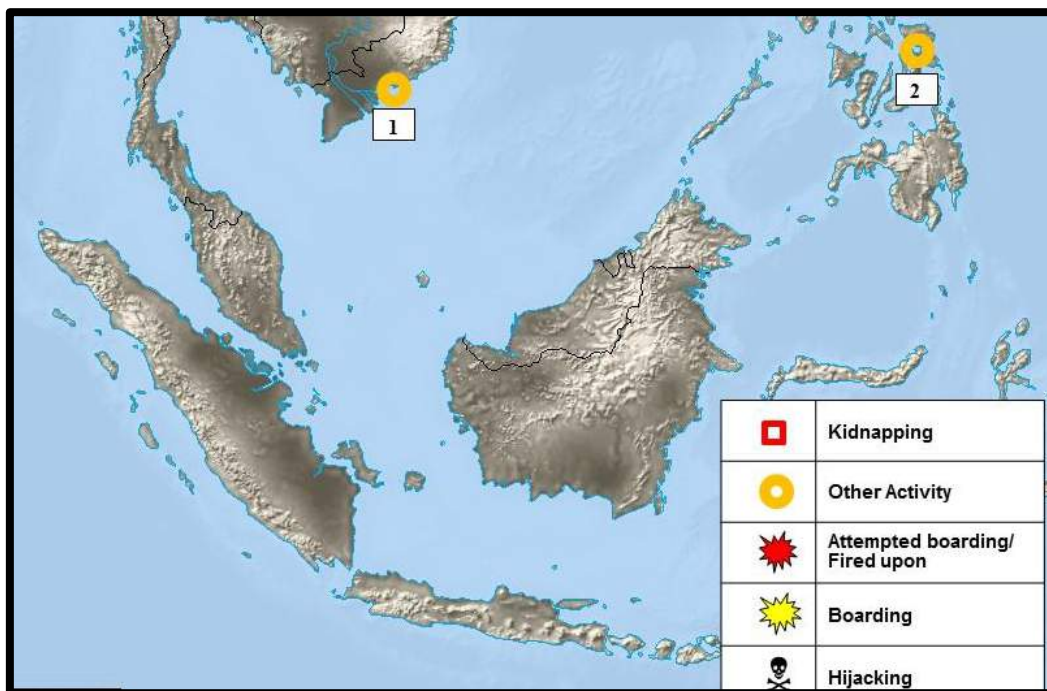 1
2
Kidnapping
Other Activity
Attempted boarding/
Fired upon
Boarding
Hijacking